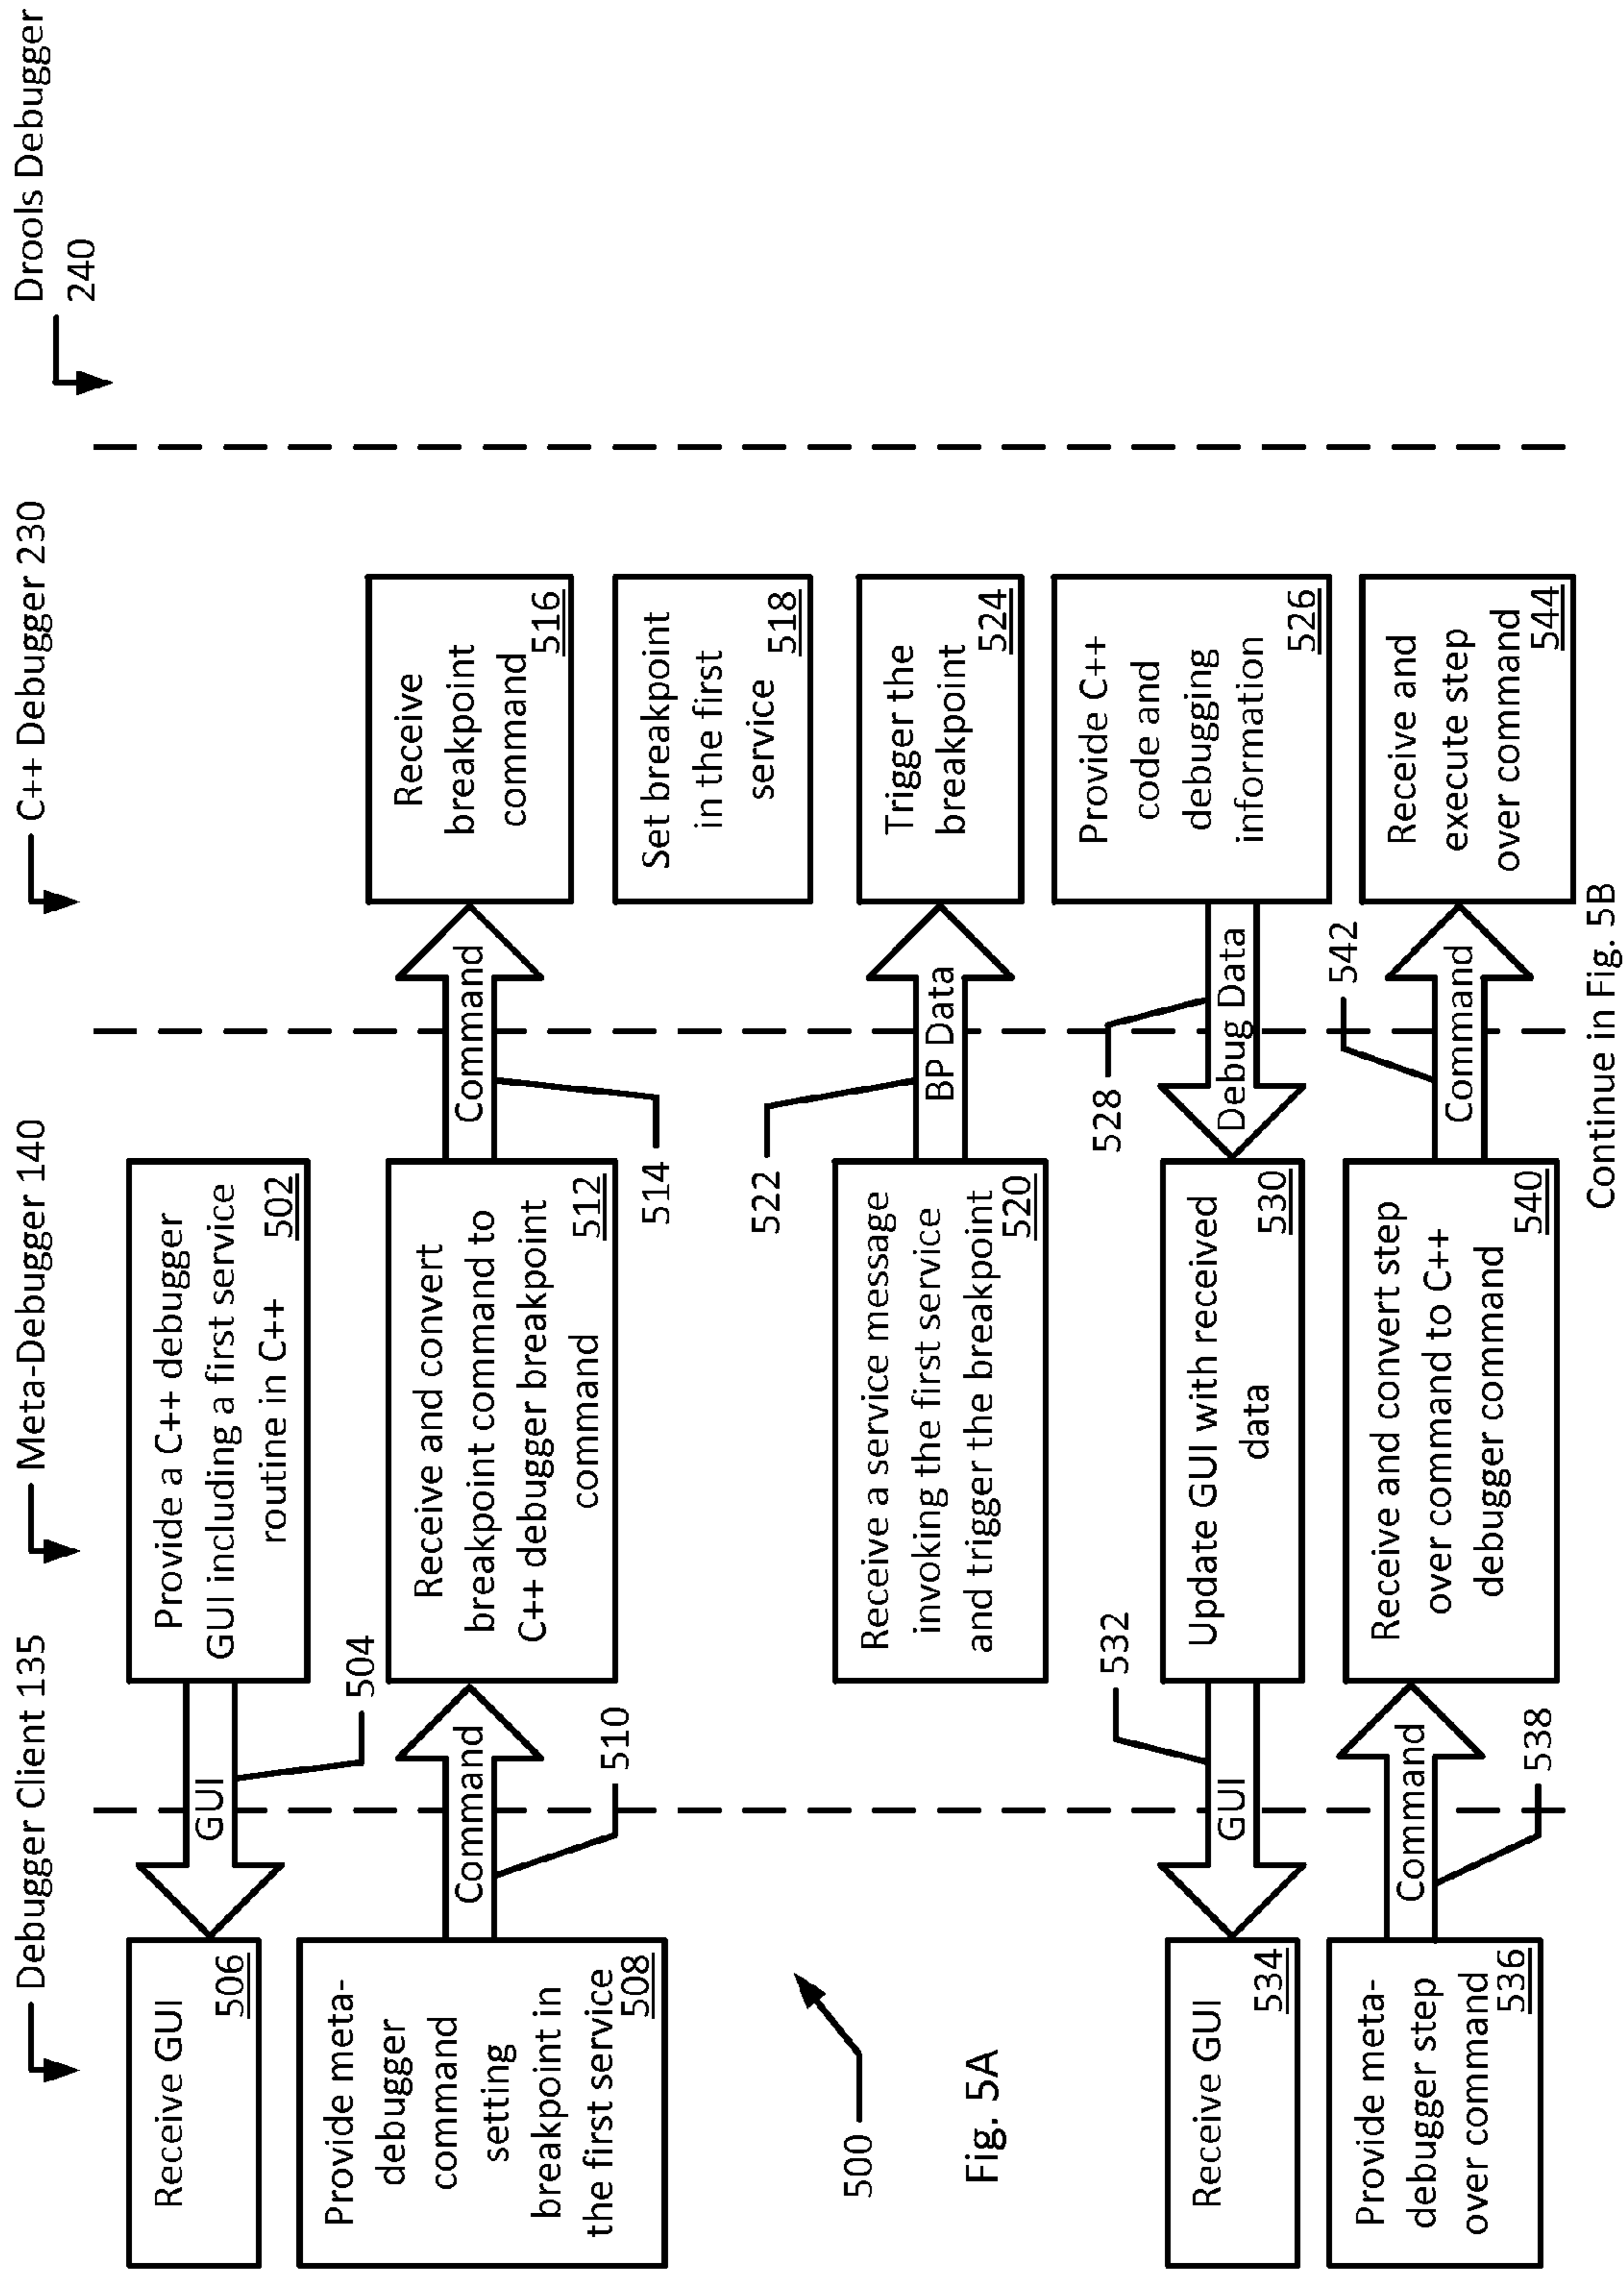 Debugger Client 135
Meta-Debugger 140
C++ Debugger 230
Drools Debugger
240
Provide a C++ debugger
GUI including a first service
routine in C++
502
GUI
504
Receive GUI
506
Provide meta-
debugger
command
setting
breakpoint in
the first service
508
Command
510
Receive and convert
breakpoint command to
C++ debugger breakpoint
command
512
Command
514
Receive
breakpoint
command
516
Set breakpoint
in the first
service
518
Receive a service message
invoking the first service
and trigger the breakpoint
520
522
BP Data
Trigger the
breakpoint
524
Provide C++
code and
debugging
information
526
528
Debug Data
Update GUI with received
data
530
532
GUI
Receive GUI
534
Provide meta-
debugger step
over command
536
Command
538
Receive and convert step
over command to C++
debugger command
540
542
Command
Receive and
execute step
over command
544
500
Fig. 5A
Continue in Fig. 5B